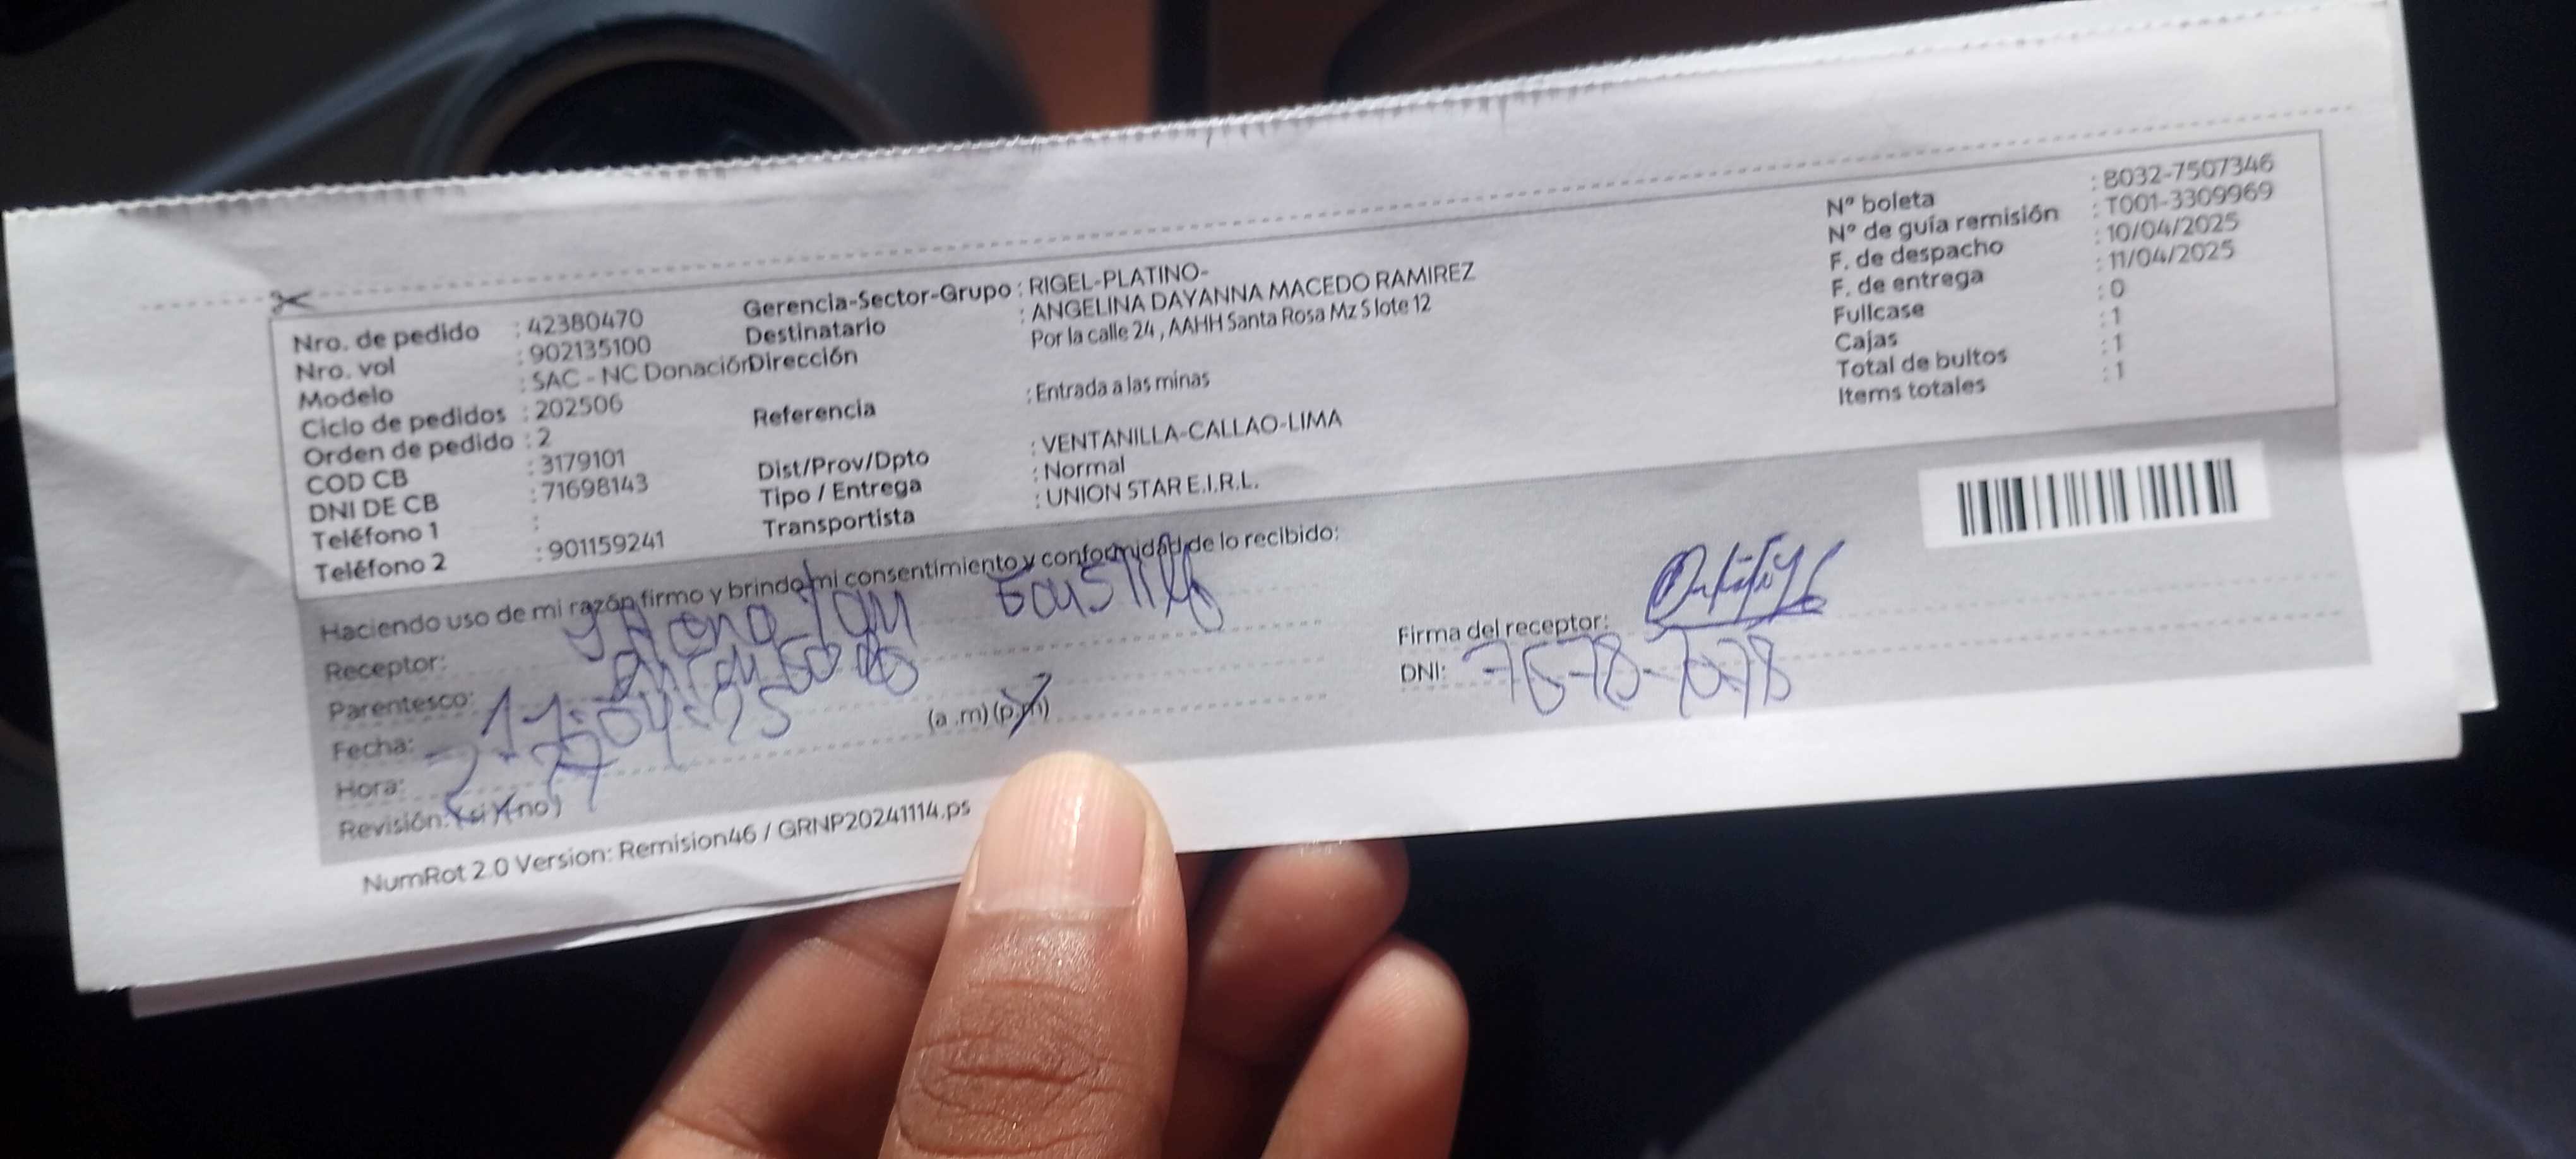 Nro. de pedido : 42380470
Nro. vol : 902135100
Modelo : SAC - NC Donación
Ciclo de pedidos : 202506
Orden de pedido : 2
COD CB : 3179101
DNI DE CB : 71698143
Teléfono 1 :
Teléfono 2 : 901159241
Gerencia-Sector-Grupo : RIGEL-PLATINO-
Destinatario : ANGELINA DAYANNA MACEDO RAMIREZ
Dirección Por la calle 24 , AAHH Santa Rosa Mz S lote 12
Referencia : Entrada a las minas
Dist/Prov/Dpto : VENTANILLA-CALLAO-LIMA
Tipo / Entrega : Normal
Transportista : UNION STAR E.I.R.L.
Nº boleta : B032-7507346
Nº de guía remisión : T001-3309969
F. de despacho : 10/04/2025
F. de entrega : 11/04/2025
Fullcase : 0
Cajas : 1
Total de bultos : 1
Items totales : 1
Haciendo uso de mi razón firmo y brindo mi consentimiento y conformidad de lo recibido:
Receptor:
Parentesco:
Fecha: 11-04-25
Hora: (a .m) (p.m)
Revisión: (si) (no)
Firma del receptor:
DNI:
NumRot 2.0 Version: Remision46 / GRNP20241114.ps